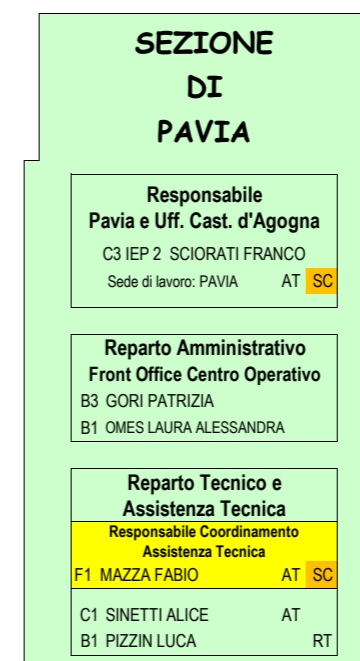 SEZIONE
DI
PAVIA
Responsabile
Pavia e Uff. Cast. d'Agogna
C3 IEP 2 SCIORATI FRANCO
Sede di lavoro: PAVIA AT SC
Reparto Amministrativo
Front Office Centro Operativo
B3 GORI PATRIZIA
B1 OMES LAURA ALESSANDRA
Reparto Tecnico e
Assistenza Tecnica
Responsabile Coordinamento
Assistenza Tecnica
F1 MAZZA FABIO AT SC
C1 SINETTI ALICE AT
B1 PIZZIN LUCA RT